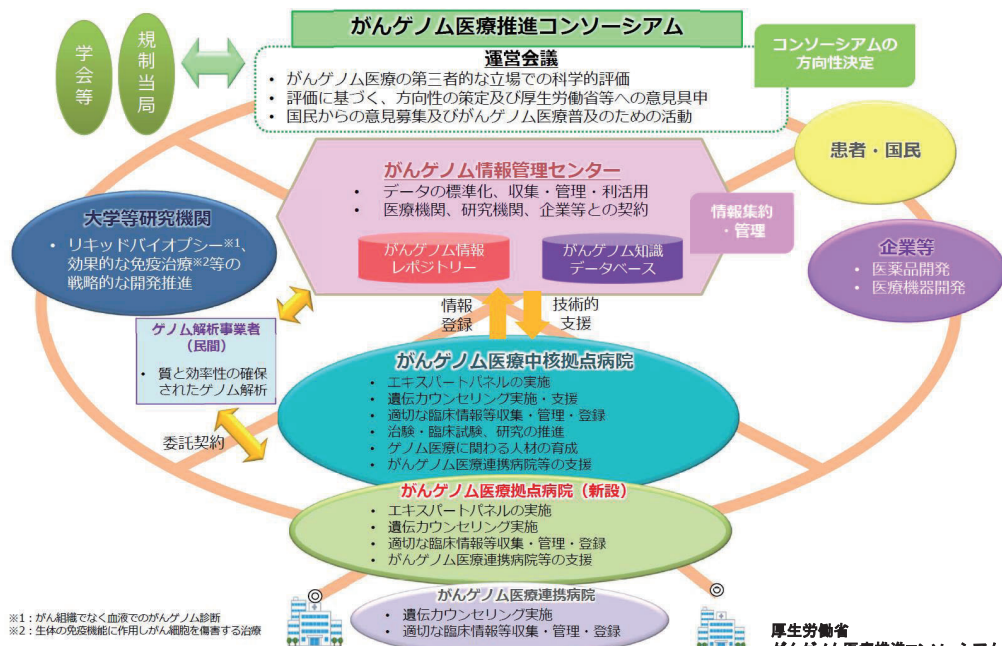 がんゲノム医療推進コンソーシアム
学会等
規制当局
運営会議
• がんゲノム医療の第三者的な立場での科学的評価
• 評価に基づく、方向性の策定及び厚生労働省等への意見具申
• 国民からの意見募集及びがんゲノム医療普及のための活動
コンソーシアムの
方向性決定
患者・国民
がんゲノム情報管理センター
• データの標準化、収集・管理・利活用
• 医療機関、研究機関、企業等との契約
がんゲノム情報
レポジトリー
がんゲノム知識
データベース
情報集約
・管理
大学等研究機関
• リキッドバイオプシー※1、
効果的な免疫治療※2等の
戦略的な開発推進
企業等
• 医薬品開発
• 医療機器開発
情報
登録
技術的
支援
ゲノム解析事業者
（民間）
• 質と効率性の確保
されたゲノム解析
委託契約
がんゲノム医療中核拠点病院
• エキスパートパネルの実施
• 遺伝カウンセリング実施・支援
• 適切な臨床情報等収集・管理・登録
• 治験・臨床試験、研究の推進
• ゲノム医療に関わる人材の育成
• がんゲノム医療連携病院等の支援
がんゲノム医療拠点病院（新設）
• エキスパートパネルの実施
• 遺伝カウンセリング実施
• 適切な臨床情報等収集・管理・登録
• がんゲノム医療連携病院等の支援
がんゲノム医療連携病院
• 遺伝カウンセリング実施
• 適切な臨床情報等収集・管理・登録
※1：がん組織でなく血液でのがんゲノム診断
※2：生体の免疫機能に作用しがん細胞を傷害する治療
厚生労働省
がんゲノム医療推進コンソーシアム